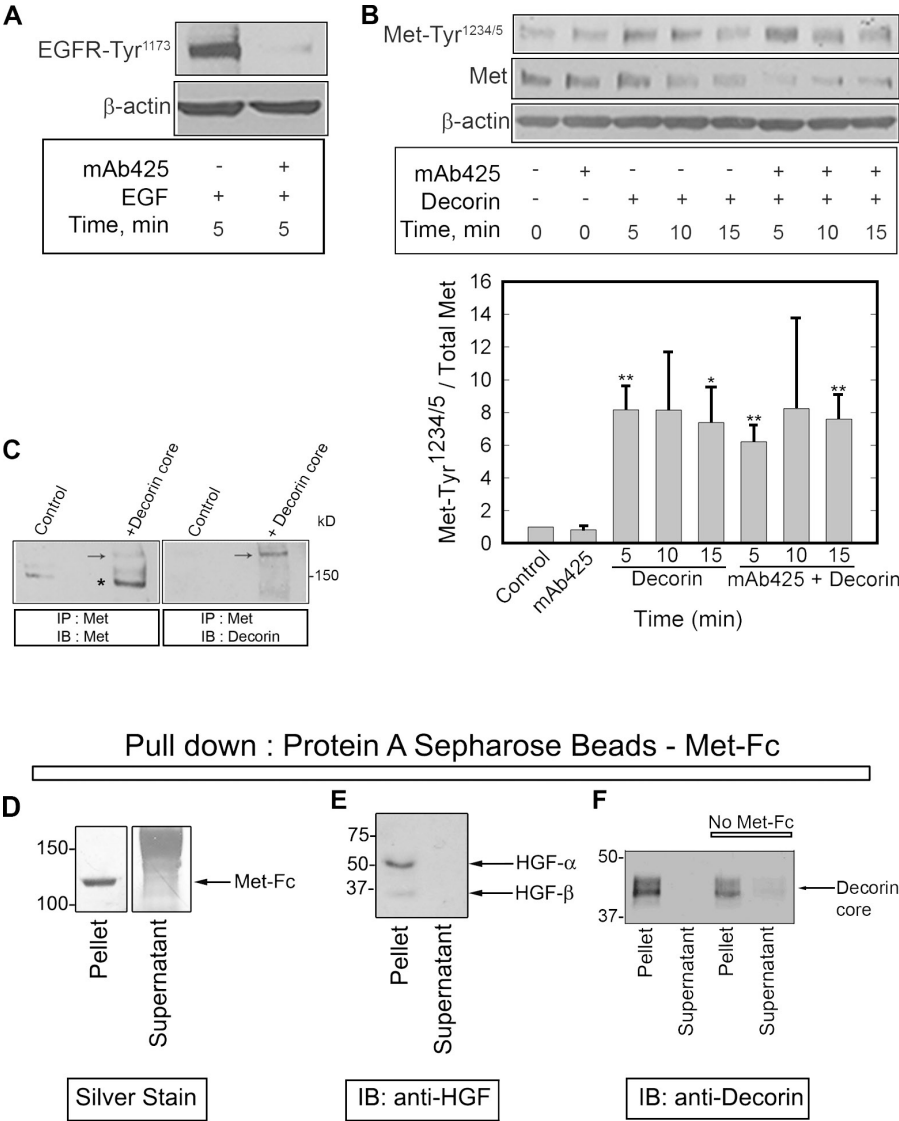 A
EGFR-Tyr1173
β-actin
mAb425 - +
EGF + +
Time, min 5 5
B
Met-Tyr1234/5
Met
β-actin
mAb425 - + - - - + + +
Decorin - - + + + + + +
Time, min 0 0 5 10 15 5 10 15
Met-Tyr1234/5 / Total Met
16
14
12
10
8
6
4
2
0
** * ** **
Control
mAb425
5 10 15 5 10 15
Decorin
mAb425 + Decorin
Time (min)
C
Control
+Decorin core
Control
+ Decorin core
kD
*
-150
IP : Met
IB : Met
IP : Met
IB : Decorin
Pull down : Protein A Sepharose Beads - Met-Fc
D
150-
100-
Met-Fc
Pellet
Supernatant
Silver Stain
E
75-
50-
37-
HGF-α
HGF-β
Pellet
Supernatant
IB: anti-HGF
F
No Met-Fc
50-
37-
Decorin
core
Pellet
Supernatant
Pellet
Supernatant
IB: anti-Decorin